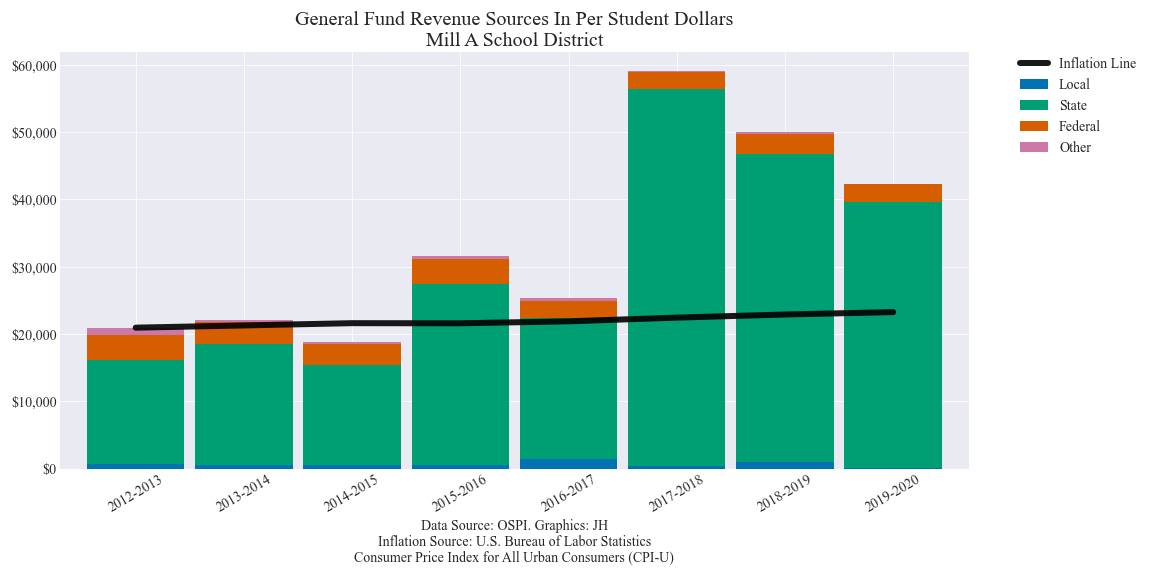 General Fund Revenue Sources In Per Student Dollars
Mill A School District
$60,000
$50,000
$40,000
$30,000
$20,000
$10,000
$0
2012-2013
2013-2014
2014-2015
2015-2016
2016-2017
2017-2018
2018-2019
2019-2020
Inflation Line
Local
State
Federal
Other
Data Source: OSPI. Graphics: JH
Inflation Source: U.S. Bureau of Labor Statistics
Consumer Price Index for All Urban Consumers (CPI-U)